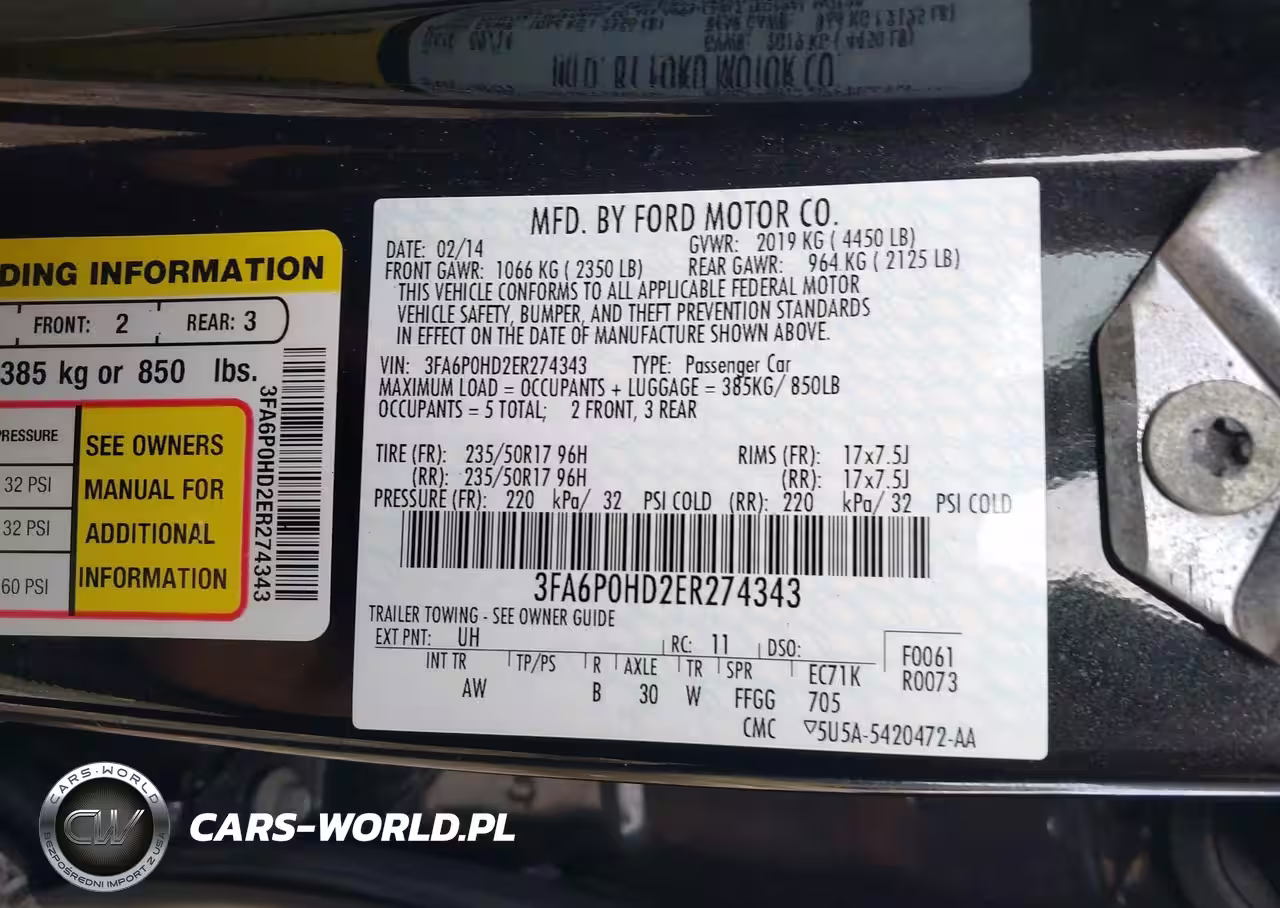 MFD. BY FORD MOTOR CO.
DATE: 02/14 GVWR: 2019 KG ( 4450 LB)
FRONT GAWR: 1066 KG ( 2350 LB) REAR GAWR: 964 KG ( 2125 LB)
THIS VEHICLE CONFORMS TO ALL APPLICABLE FEDERAL MOTOR
VEHICLE SAFETY, BUMPER, AND THEFT PREVENTION STANDARDS
IN EFFECT ON THE DATE OF MANUFACTURE SHOWN ABOVE.
VIN: 3FA6P0HD2ER274343 TYPE: Passenger Car
MAXIMUM LOAD = OCCUPANTS + LUGGAGE = 385KG/ 850LB
OCCUPANTS = 5 TOTAL; 2 FRONT, 3 REAR
TIRE (FR): 235/50R17 96H RIMS (FR): 17x7.5J
(RR): 235/50R17 96H (RR): 17x7.5J
PRESSURE (FR): 220 kPa/ 32 PSI COLD (RR): 220 kPa/ 32 PSI COLD
3FA6P0HD2ER274343
TRAILER TOWING - SEE OWNER GUIDE
EXT PNT: UH RC: 11 DSO: F0061
INT TR TP/PS R AXLE TR SPR EC71K R0073
AW B 30 W FFGG 705
CMC ▽5U5A-5420472-AA
DING INFORMATION
FRONT: 2 REAR: 3
385 kg or 850 lbs.
3FA6P0HD2ER274343
PRESSURE
32 PSI
32 PSI
60 PSI
SEE OWNERS
MANUAL FOR
ADDITIONAL
INFORMATION
CARS-WORLD
CW
BEZPOŚREDNI IMPORT Z USA
CARS-WORLD.PL